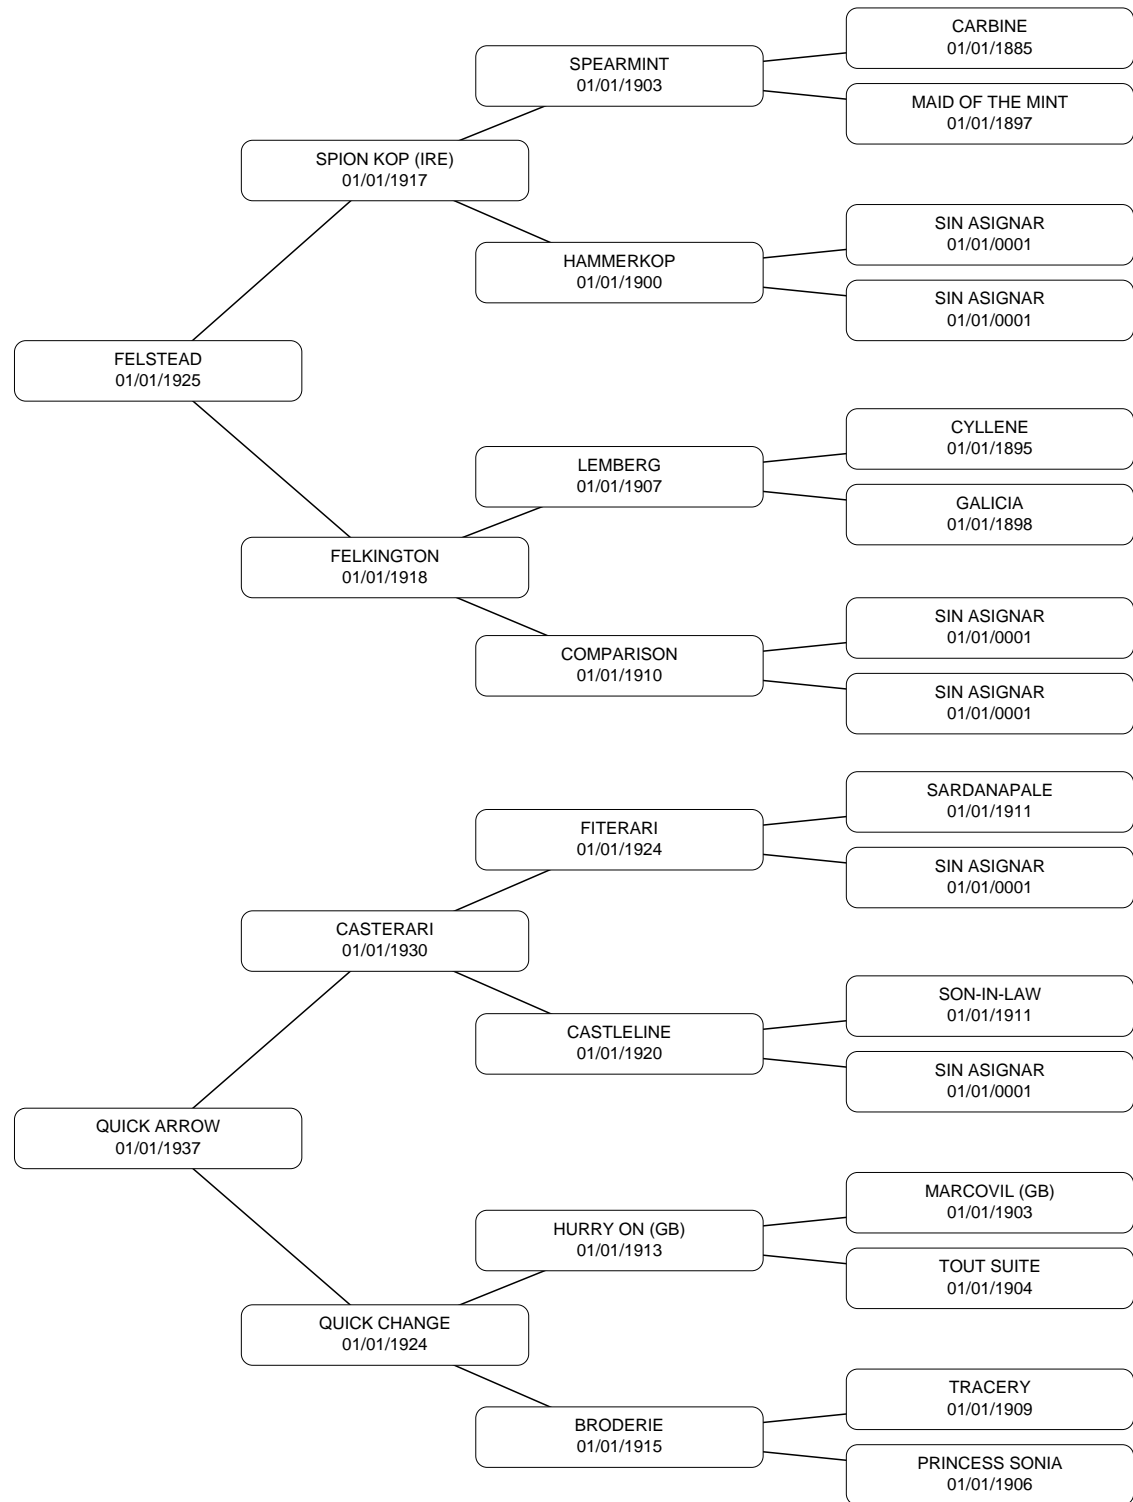 CARBINE
01/01/1885
SPEARMINT
01/01/1903
MAID OF THE MINT
01/01/1897
SPION KOP (IRE)
01/01/1917
SIN ASIGNAR
01/01/0001
HAMMERKOP
01/01/1900
SIN ASIGNAR
01/01/0001
FELSTEAD
01/01/1925
CYLLENE
01/01/1895
LEMBERG
01/01/1907
GALICIA
01/01/1898
FELKINGTON
01/01/1918
SIN ASIGNAR
01/01/0001
COMPARISON
01/01/1910
SIN ASIGNAR
01/01/0001
SARDANAPALE
01/01/1911
FITERARI
01/01/1924
SIN ASIGNAR
01/01/0001
CASTERARI
01/01/1930
SON-IN-LAW
01/01/1911
CASTLELINE
01/01/1920
SIN ASIGNAR
01/01/0001
QUICK ARROW
01/01/1937
MARCOVIL (GB)
01/01/1903
HURRY ON (GB)
01/01/1913
TOUT SUITE
01/01/1904
QUICK CHANGE
01/01/1924
TRACERY
01/01/1909
BRODERIE
01/01/1915
PRINCESS SONIA
01/01/1906